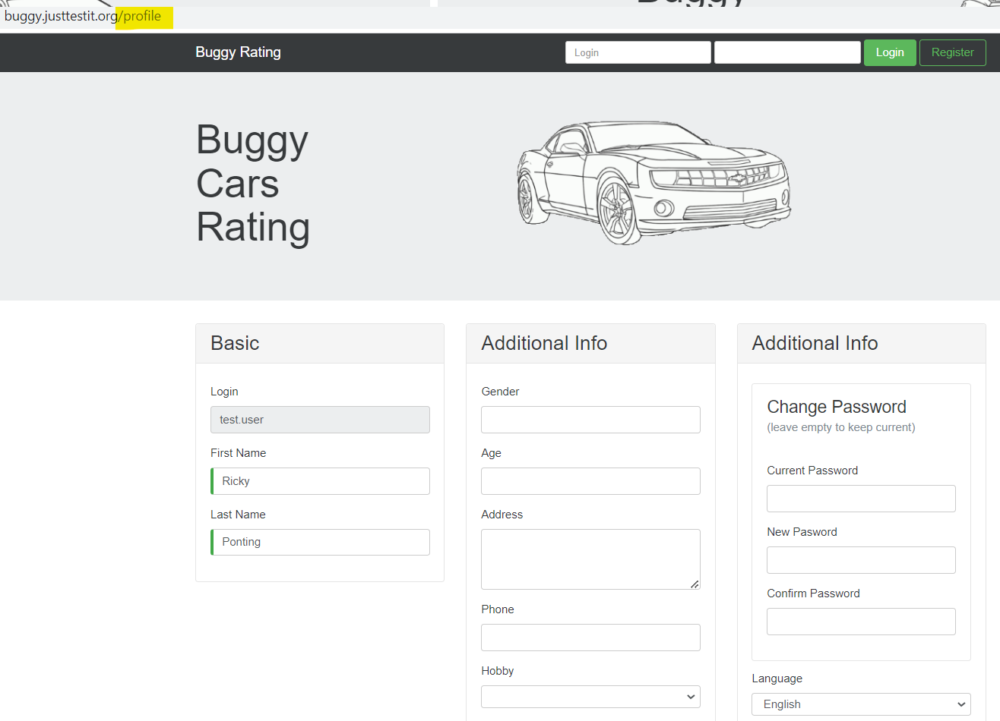 Buggy
buggy.justtestit.org/profile
Buggy Rating
Login
Login
Register
Buggy
Cars
Rating
Basic
Login
test.user
First Name
Ricky
Last Name
Ponting
Additional Info
Gender
Age
Address
Phone
Hobby
Additional Info
Change Password
(leave empty to keep current)
Current Password
New Pasword
Confirm Password
Language
English